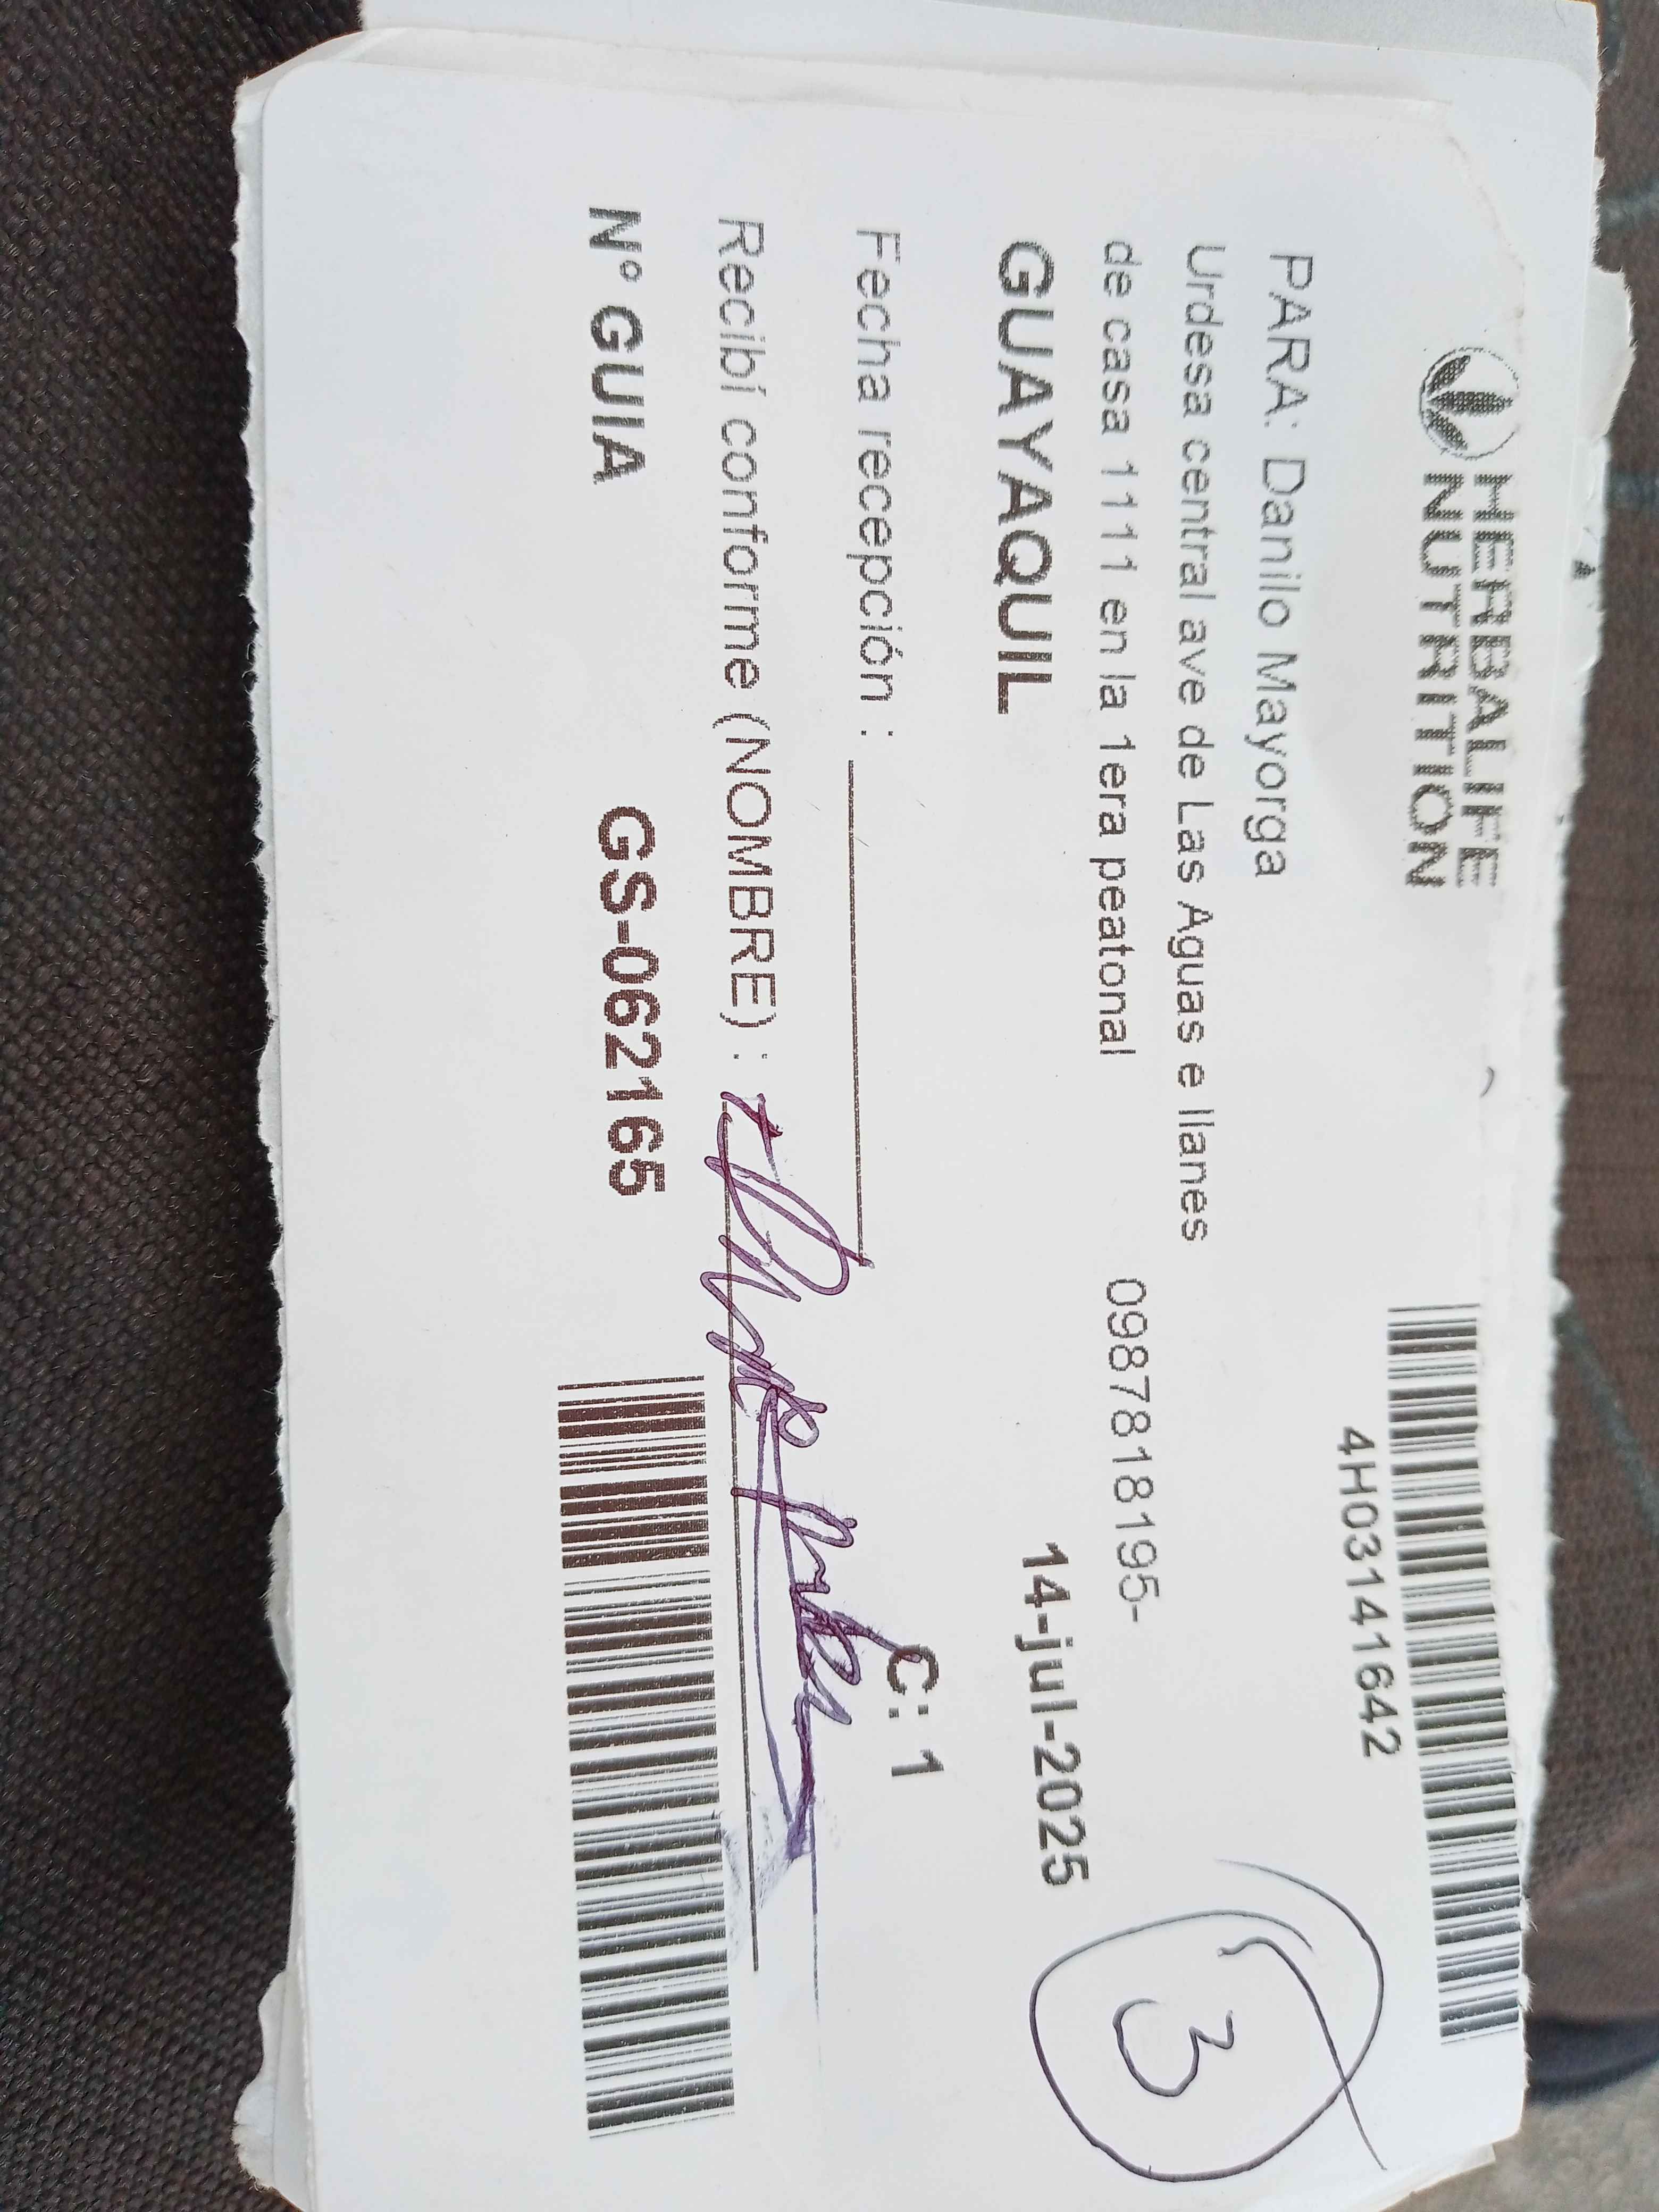 HERBALIFE
NUTRITION
4H03141642
PARA: Danilo Mayorga
Urdesa central ave de Las Aguas e Ilanes
de casa 1111 en la 1era peatonal 0987818195-
GUAYAQUIL 14-jul-2025
3
Fecha recepción : C: 1
Recibí conforme (NOMBRE) :
N° GUIA GS-062165